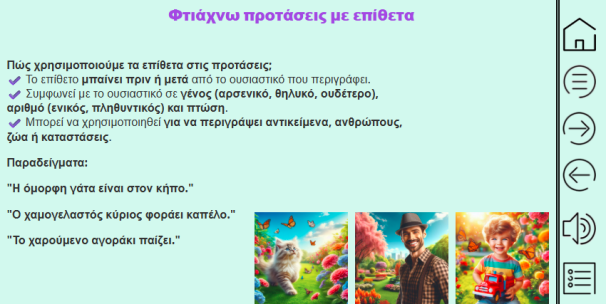 Φτιάχνω προτάσεις με επίθετα
Πώς χρησιμοποιούμε τα επίθετα στις προτάσεις;
Το επίθετο μπαίνει πριν ή μετά από το ουσιαστικό που περιγράφει.
Συμφωνεί με το ουσιαστικό σε γένος (αρσενικό, θηλυκό, ουδέτερο),
αριθμό (ενικός, πληθυντικός) και πτώση.
Μπορεί να χρησιμοποιηθεί για να περιγράψει αντικείμενα, ανθρώπους,
ζώα ή καταστάσεις.
Παραδείγματα:
"Η όμορφη γάτα είναι στον κήπο."
"Ο χαμογελαστός κύριος φοράει καπέλο."
"Το χαρούμενο αγοράκι παίζει."